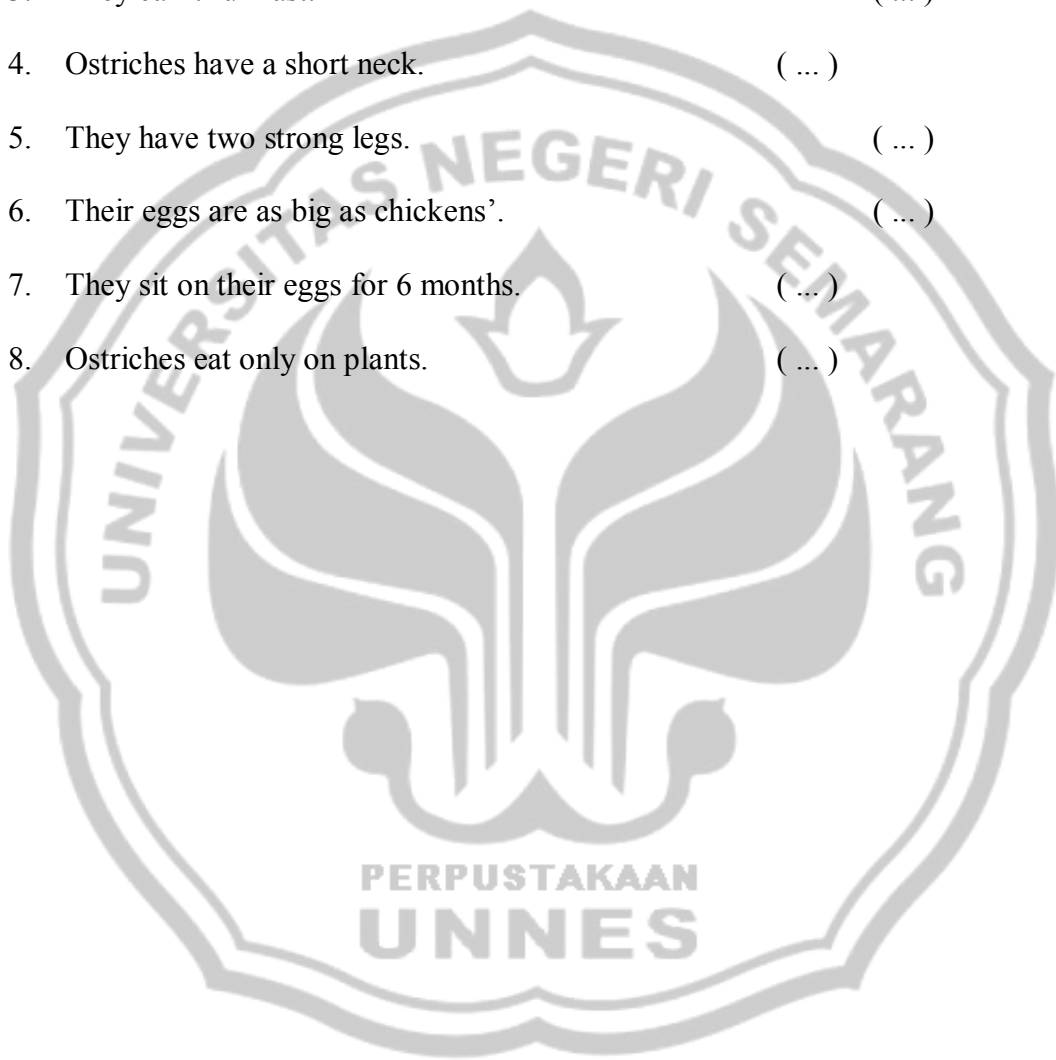 ( ... )
4. Ostriches have a short neck. ( ... )
5. They have two strong legs. ( ... )
6. Their eggs are as big as chickens’. ( ... )
7. They sit on their eggs for 6 months. ( ... )
8. Ostriches eat only on plants. ( ... )
UNIVERSITAS NEGERI SEMARANG
PERPUSTAKAAN
UNNES